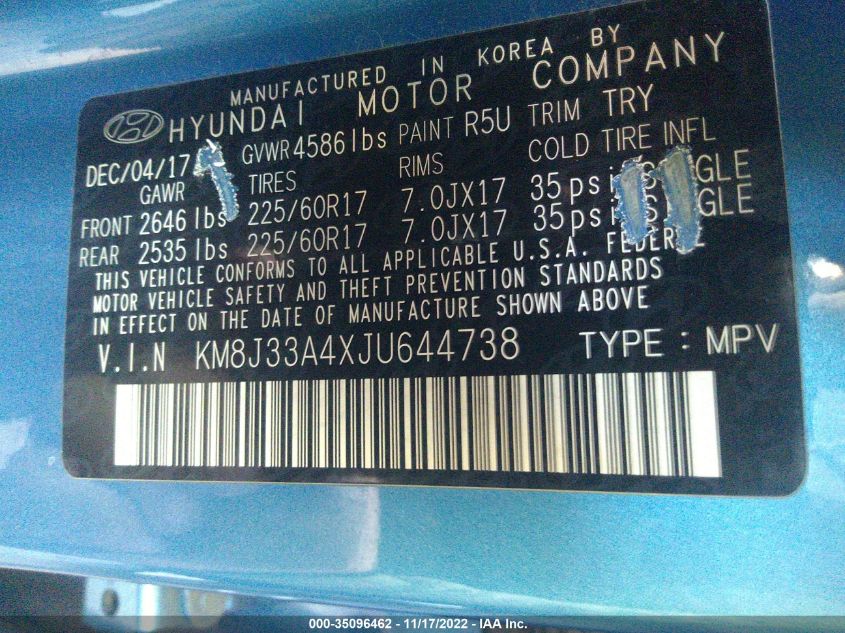 MANUFACTURED IN KOREA BY
HYUNDAI MOTOR COMPANY
DEC/04/17 GVWR 4586 lbs PAINT R5U TRIM TRY
GAWR TIRES RIMS COLD TIRE INFL
FRONT 2646 lbs 225/60R17 7.0JX17 35 psi
REAR 2535 lbs 225/60R17 7.0JX17 35 psi
THIS VEHICLE CONFORMS TO ALL APPLICABLE U.S.A. FEDERAL
MOTOR VEHICLE SAFETY AND THEFT PREVENTION STANDARDS
IN EFFECT ON THE DATE OF MANUFACTURE SHOWN ABOVE
V.I.N KM8J33A4XJU644738 TYPE : MPV
000-35096462 - 11/17/2022 - IAA Inc.